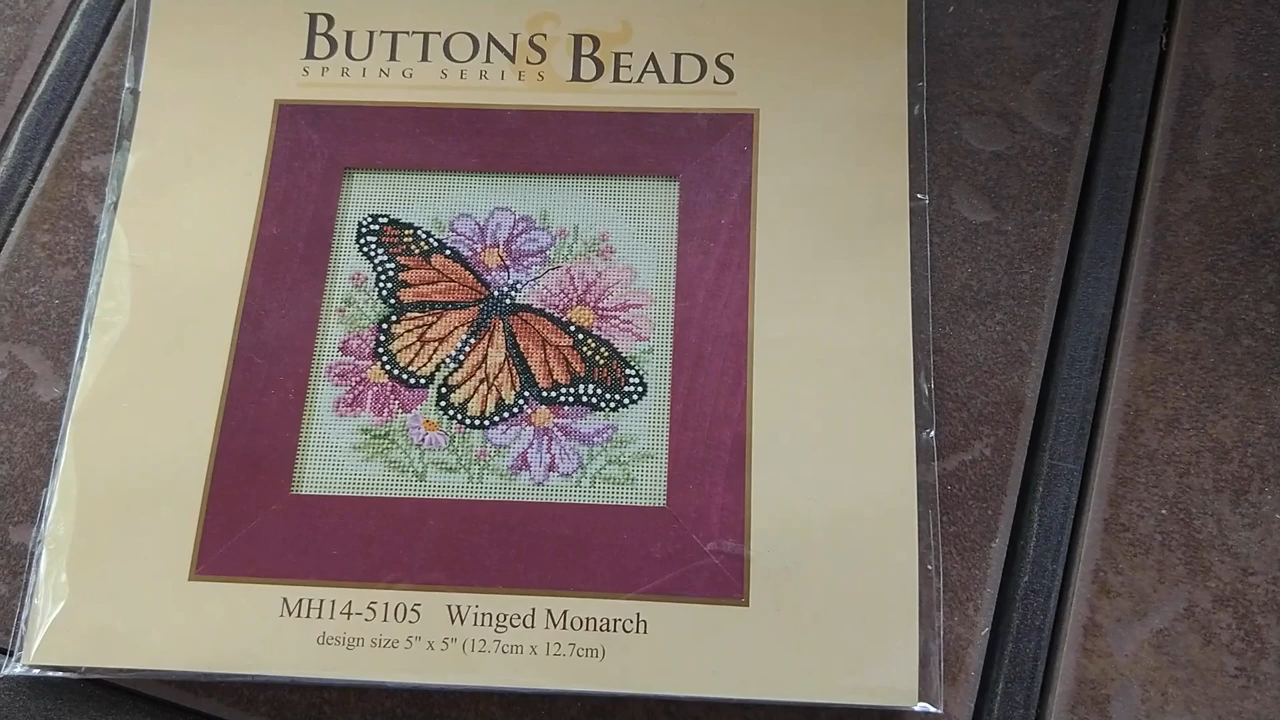 BUTTONS & BEADS
SPRING SERIES
MH14-5105 Winged Monarch
design size 5" x 5" (12.7cm x 12.7cm)